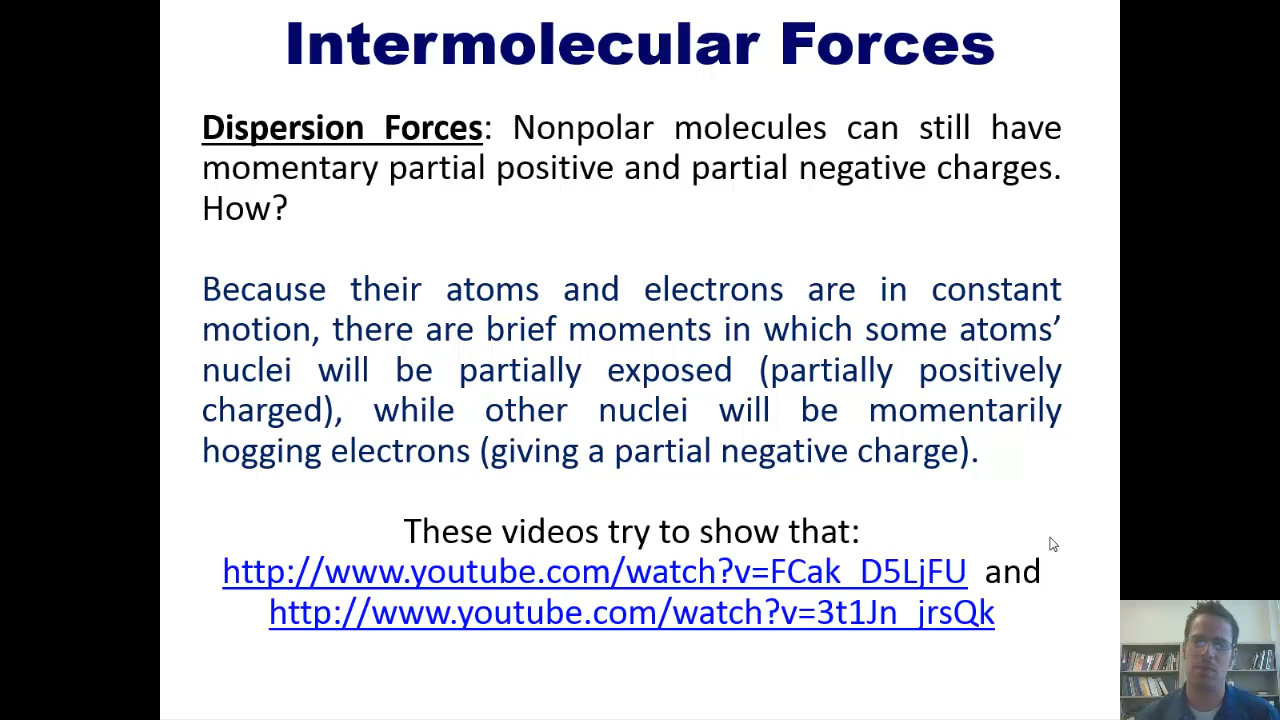 Intermolecular Forces
Dispersion Forces: Nonpolar molecules can still have
momentary partial positive and partial negative charges.
How?
Because their atoms and electrons are in constant
motion, there are brief moments in which some atoms’
nuclei will be partially exposed (partially positively
charged), while other nuclei will be momentarily
hogging electrons (giving a partial negative charge).
These videos try to show that:
http://www.youtube.com/watch?v=FCak_D5LjFU and
http://www.youtube.com/watch?v=3t1Jn_jrsQk